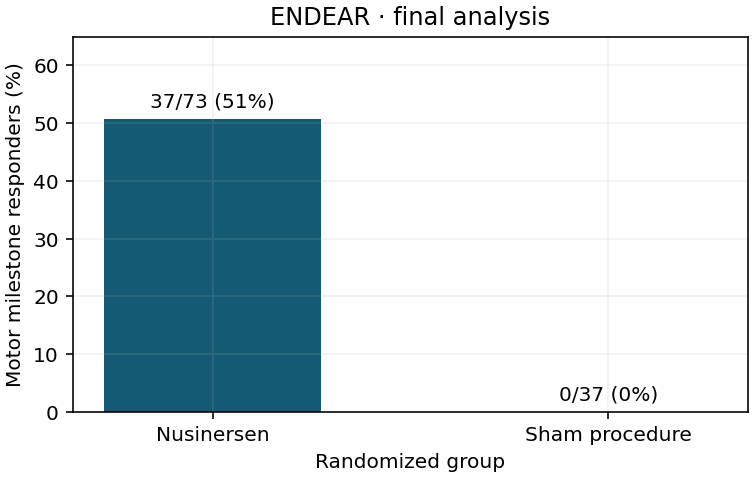 ENDEAR · final analysis
Motor milestone responders (%)
60
50
40
30
20
10
0
37/73 (51%)
0/37 (0%)
Nusinersen
Sham procedure
Randomized group